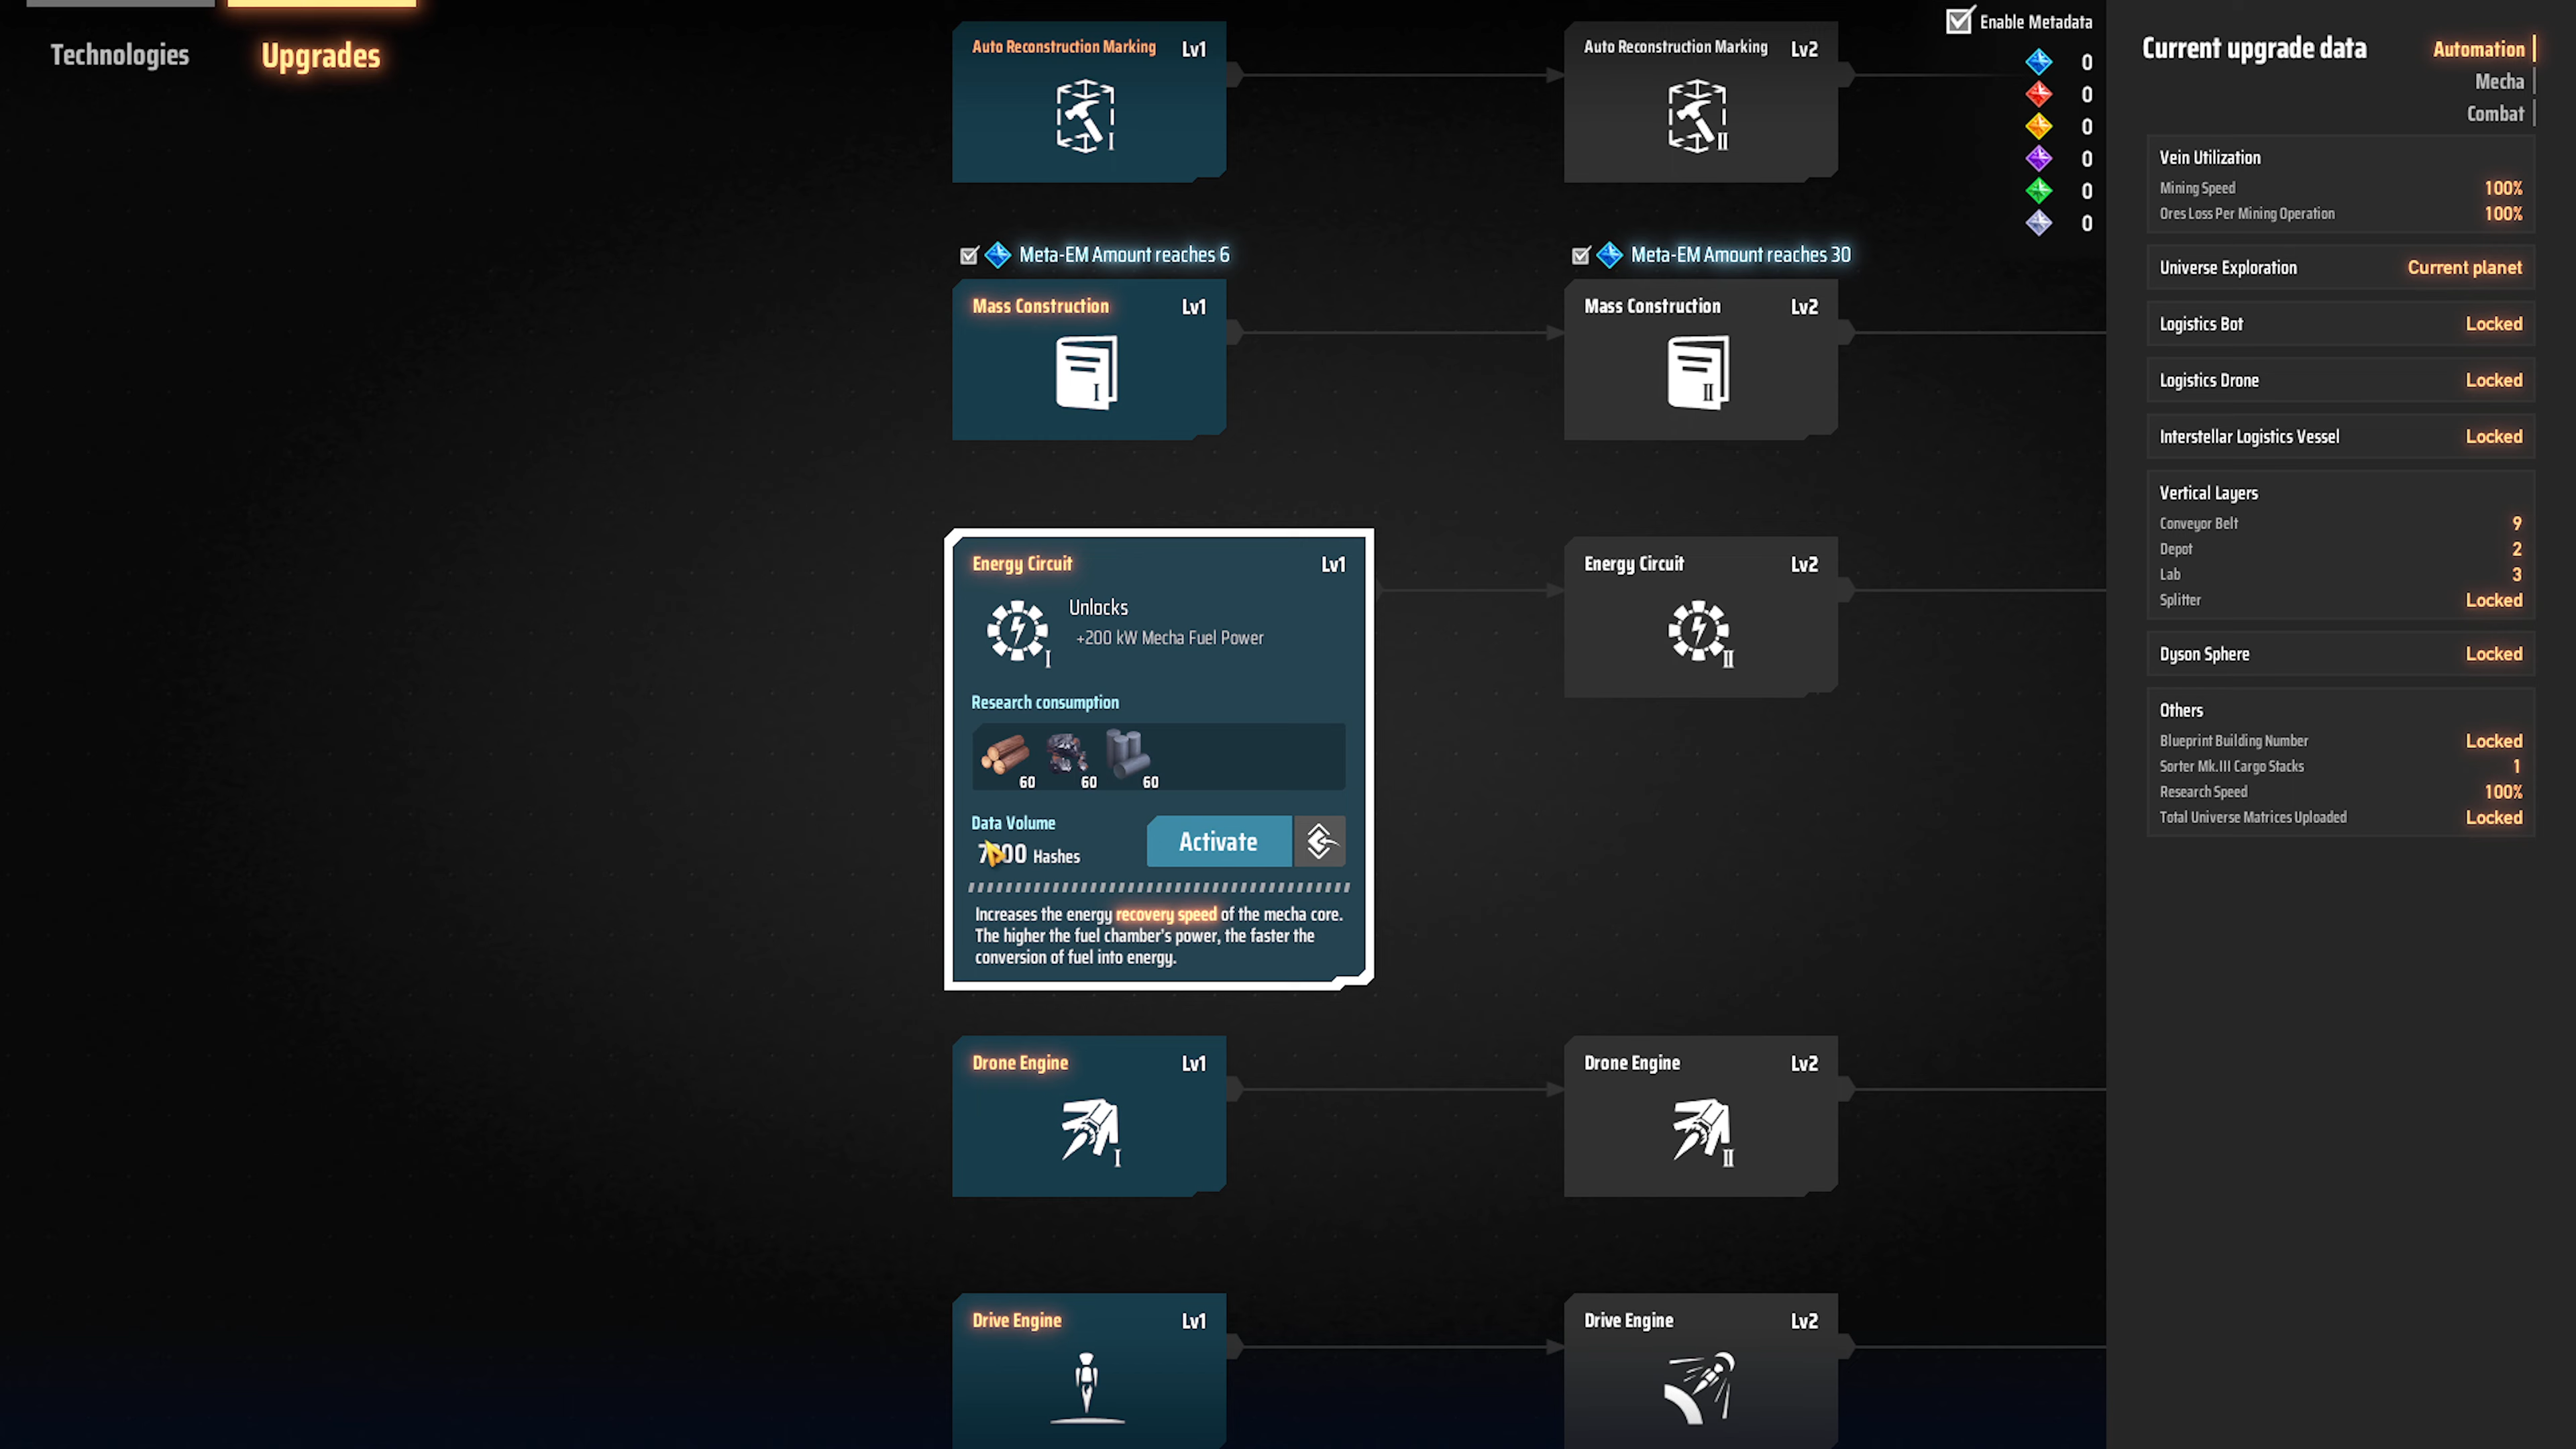 Technologies
Upgrades
Auto Reconstruction Marking Lv1
I
Auto Reconstruction Marking Lv2
II
Enable Metadata
0
0
0
0
0
0
Meta-EM Amount reaches 6
Mass Construction Lv1
I
Meta-EM Amount reaches 30
Mass Construction Lv2
II
Energy Circuit Lv1
I
Unlocks
+200 kW Mecha Fuel Power
Research consumption
60 60 60
Data Volume
Hashes
Activate
Increases the energy recovery speed of the mecha core.
The higher the fuel chamber's power, the faster the
conversion of fuel into energy.
Energy Circuit Lv2
II
Drone Engine Lv1
I
Drone Engine Lv2
II
Drive Engine Lv1
Drive Engine Lv2
Current upgrade data
Automation
Mecha
Combat
Vein Utilization
Mining Speed 100%
Ores Loss Per Mining Operation 100%
Universe Exploration Current planet
Logistics Bot Locked
Logistics Drone Locked
Interstellar Logistics Vessel Locked
Vertical Layers
Conveyor Belt 9
Depot 2
Lab 3
Splitter Locked
Dyson Sphere Locked
Others
Blueprint Building Number Locked
Sorter Mk.III Cargo Stacks 1
Research Speed 100%
Total Universe Matrices Uploaded Locked